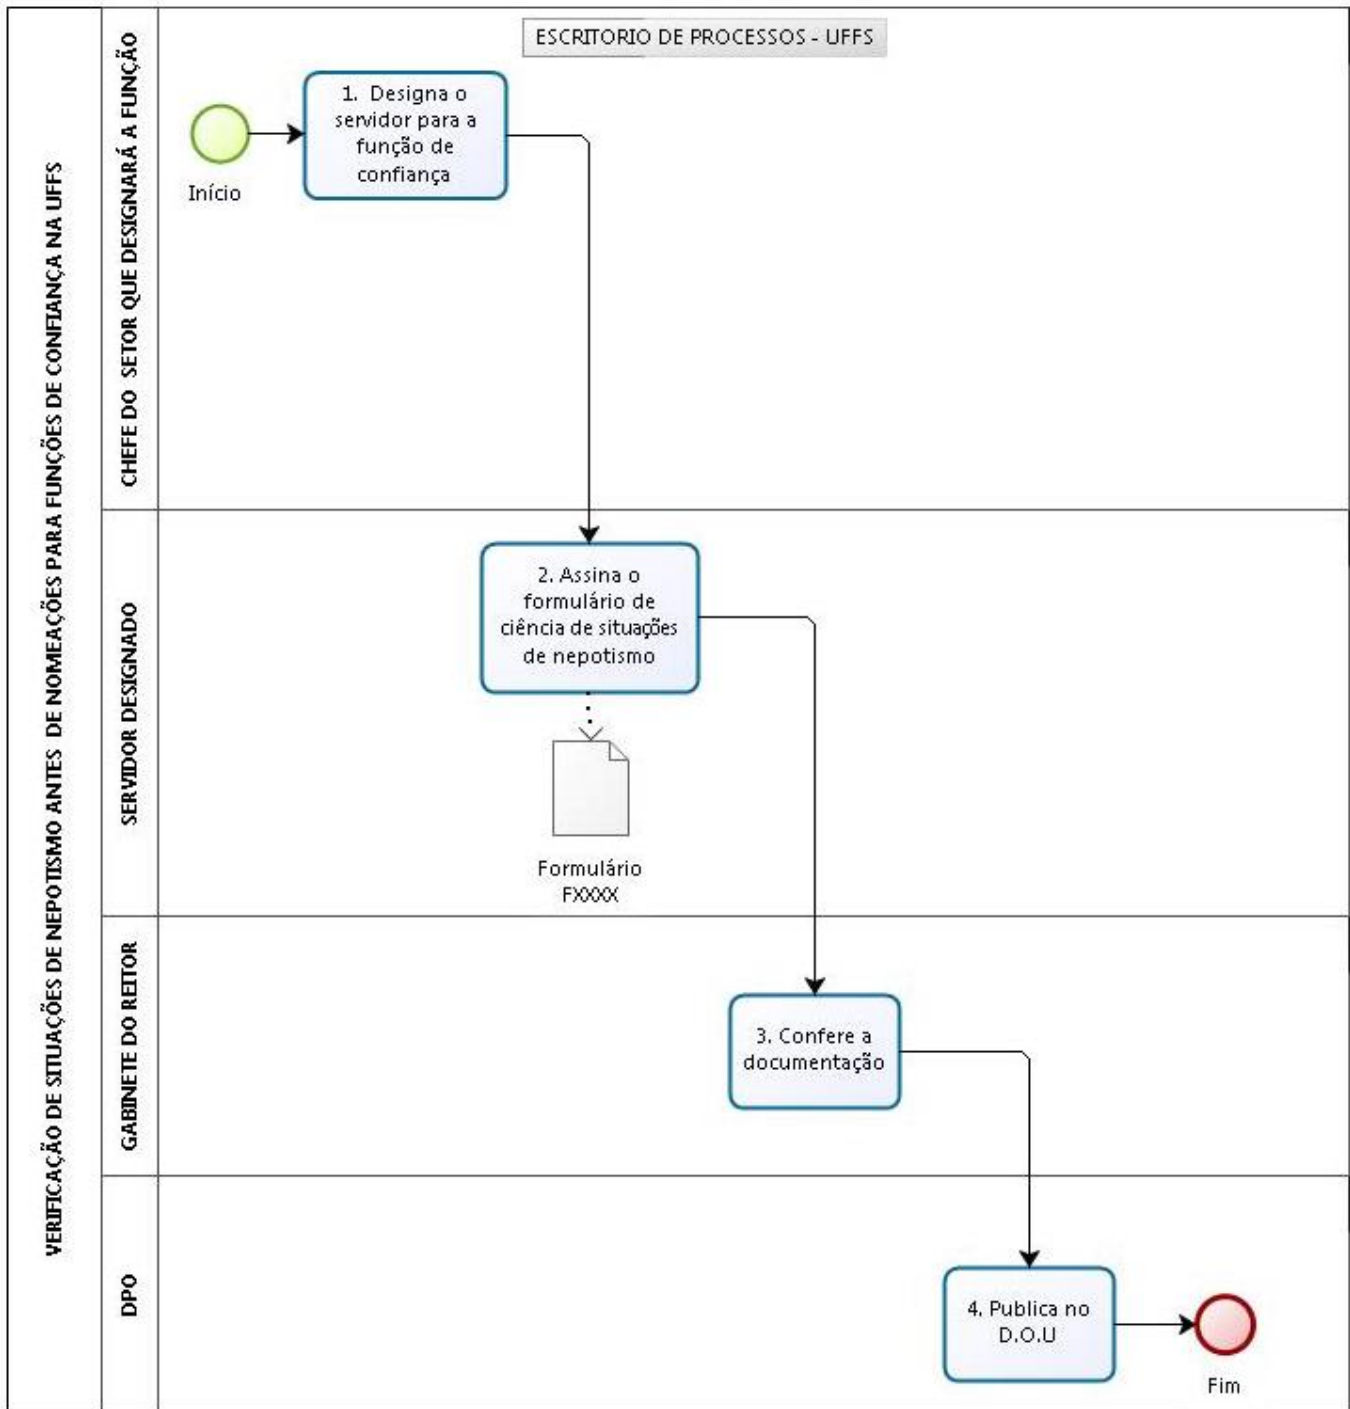 VERIFICAÇÃO DE SITUAÇÕES DE NEPOTISMO ANTES DE NOMEAÇÕES PARA FUNÇÕES DE CONFIANÇA NA UFFS
ESCRITORIO DE PROCESSOS - UFFS
CHEFE DO SETOR QUE DESIGNARÁ A FUNÇÃO
Início
1. Designa o
servidor para a
função de
confiança
SERVIDOR DESIGNADO
2. Assina o
formulário de
ciência de situações
de nepotismo
Formulário
FXXXX
GABINETE DO REITOR
3. Confere a
documentação
DPO
4. Publica no
D.O.U
Fim